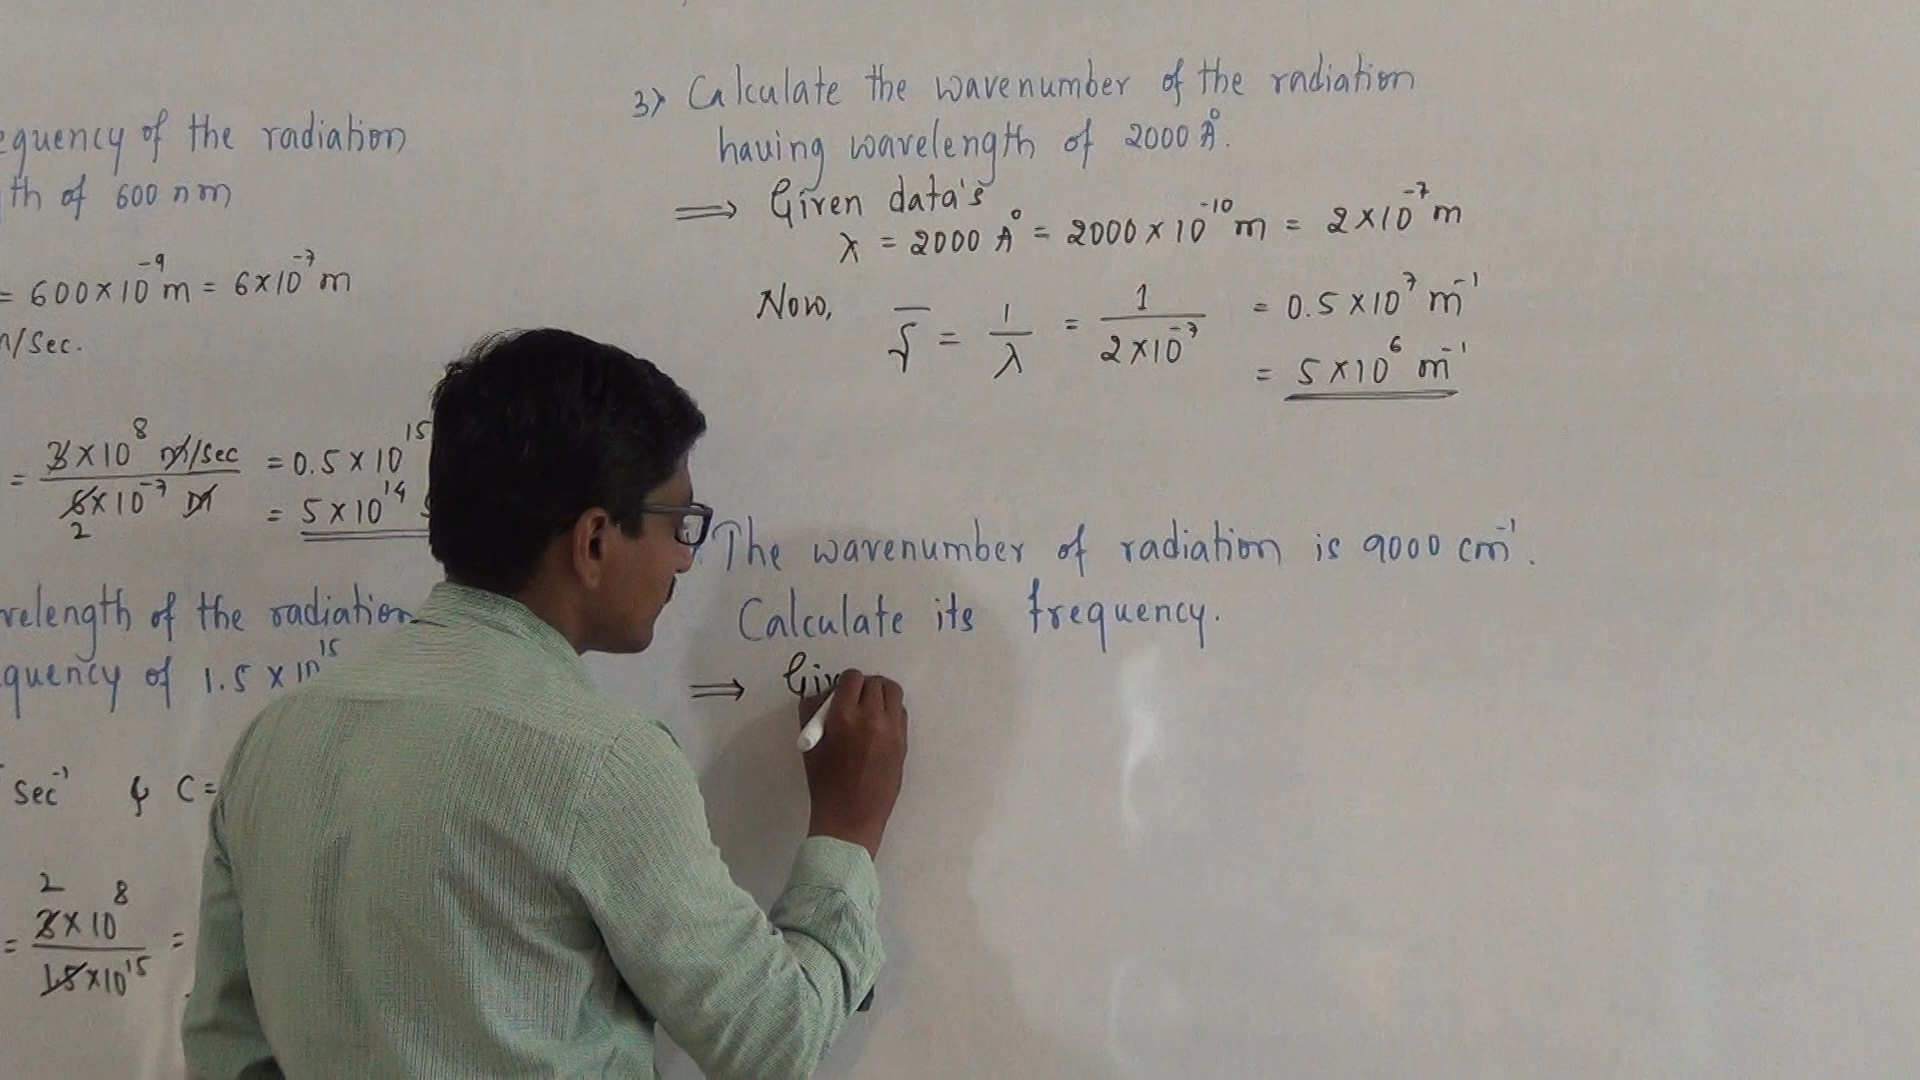 equency of the radiation
th of 600 nm
= 600×10⁻⁹ m = 6×10⁻⁷ m
m/sec.
= 3×10⁸ m/sec / 6×10⁻⁷ m = 0.5×10¹⁵
2
= 5×10¹⁴
velength of the radiation
quency of 1.5×10¹⁵
sec⁻¹ & C=
2
= 3×10⁸ / 1.5×10¹⁵ =
3> Calculate the wavenumber of the radiation
having wavelength of 2000 Å.
⟹ Given data's
λ = 2000 Å = 2000×10⁻¹⁰ m = 2×10⁻⁷ m
Now, ν̅ = 1/λ = 1/2×10⁻⁷ = 0.5×10⁷ m⁻¹
= 5×10⁶ m⁻¹
The wavenumber of radiation is 9000 cm⁻¹.
Calculate its frequency.
⟹ Giv